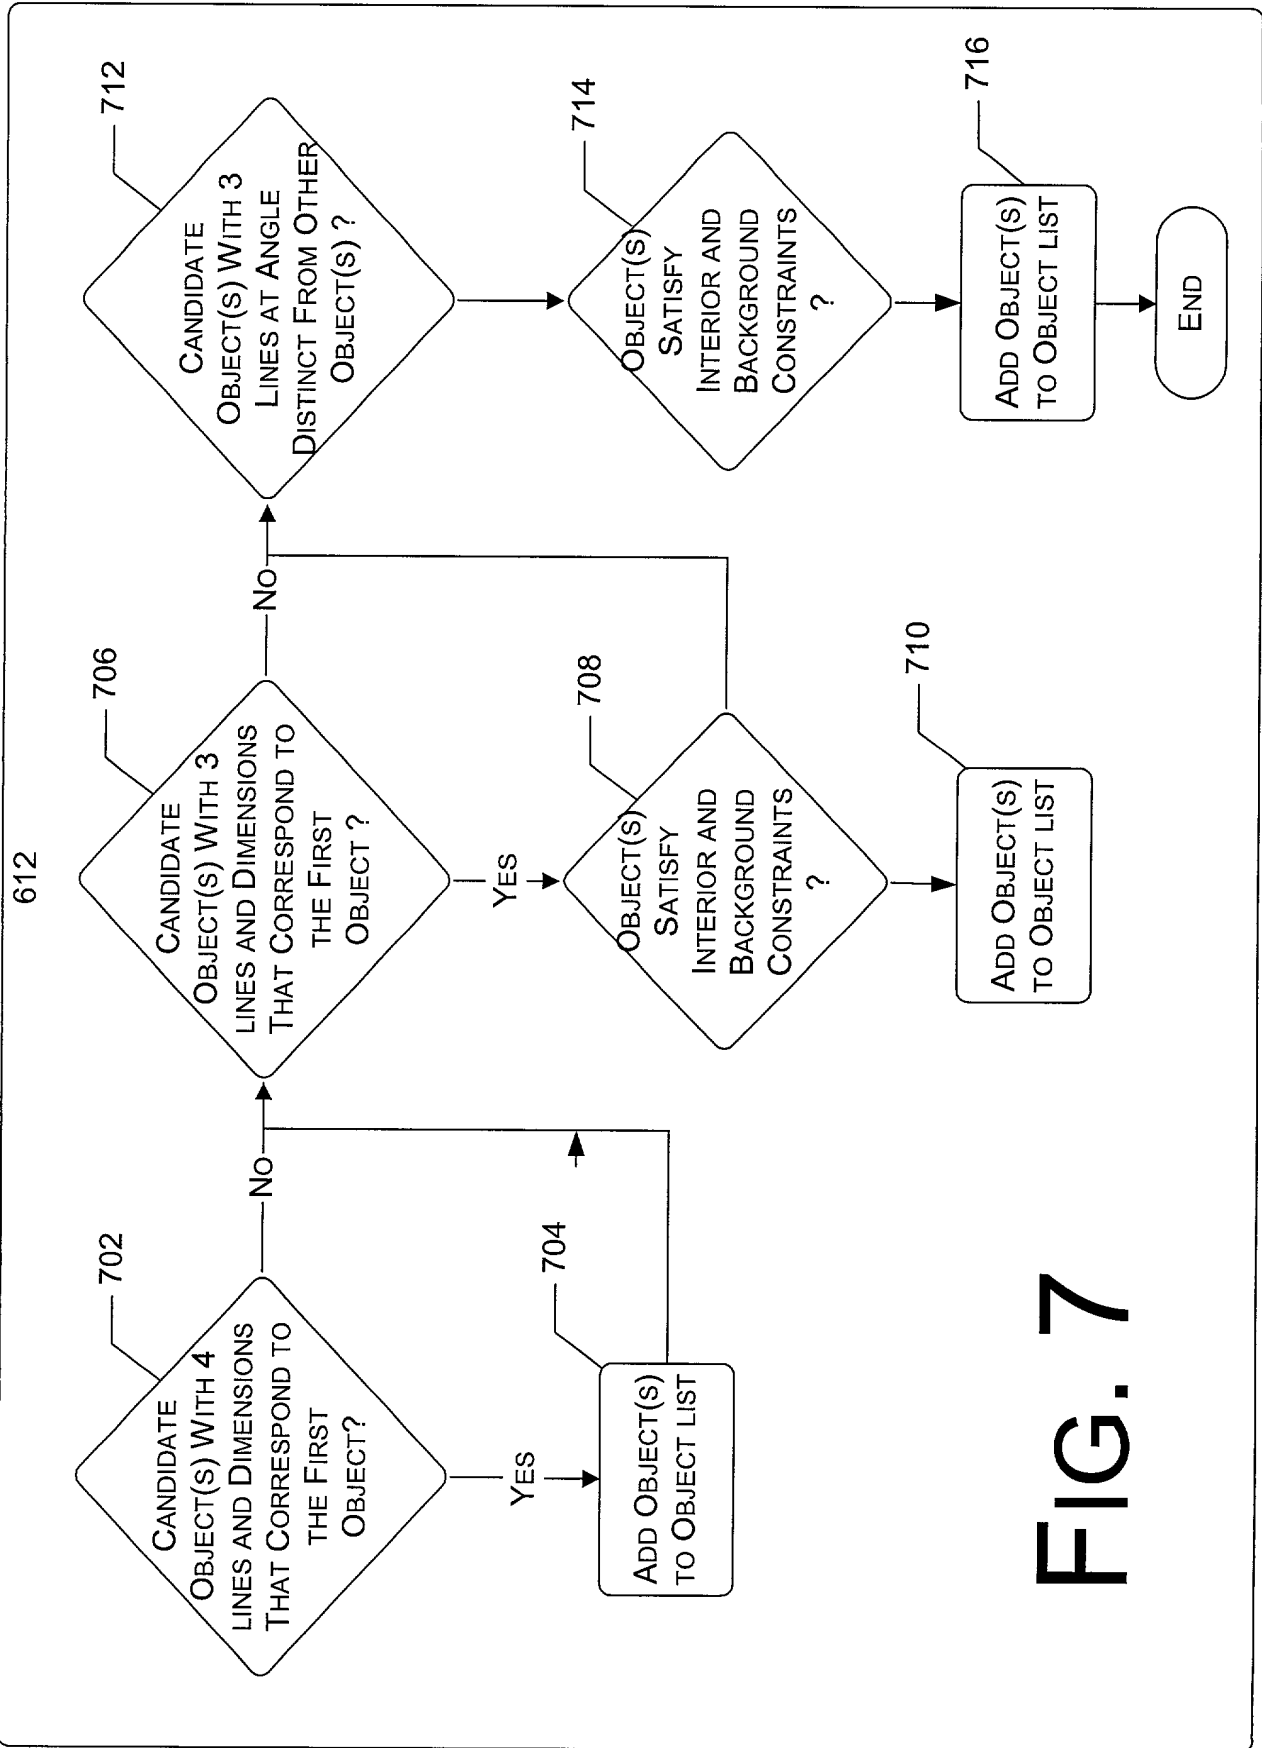 612
702
CANDIDATE
OBJECT(S) WITH 4
LINES AND DIMENSIONS
THAT CORRESPOND TO
THE FIRST
OBJECT?
NO
YES
704
ADD OBJECT(S)
TO OBJECT LIST
706
CANDIDATE
OBJECT(S) WITH 3
LINES AND DIMENSIONS
THAT CORRESPOND TO
THE FIRST
OBJECT ?
NO
YES
708
OBJECT(S)
SATISFY
INTERIOR AND
BACKGROUND
CONSTRAINTS
?
710
ADD OBJECT(S)
TO OBJECT LIST
712
CANDIDATE
OBJECT(S) WITH 3
LINES AT ANGLE
DISTINCT FROM OTHER
OBJECT(S) ?
714
OBJECT(S)
SATISFY
INTERIOR AND
BACKGROUND
CONSTRAINTS
?
716
ADD OBJECT(S)
TO OBJECT LIST
END
FIG. 7